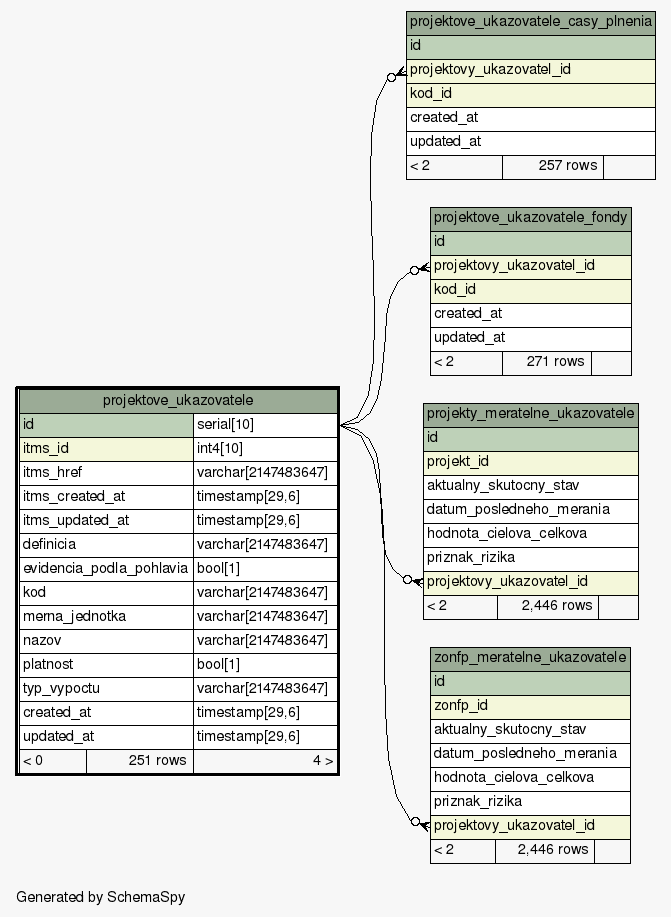 projektove_ukazovatele_casy_plnenia
id
projektovy_ukazovatel_id
kod_id
created_at
updated_at
< 2 257 rows
projektove_ukazovatele_fondy
id
projektovy_ukazovatel_id
kod_id
created_at
updated_at
< 2 271 rows
projektove_ukazovatele
id serial[10]
itms_id int4[10]
itms_href varchar[2147483647]
itms_created_at timestamp[29,6]
itms_updated_at timestamp[29,6]
definicia varchar[2147483647]
evidencia_podla_pohlavia bool[1]
kod varchar[2147483647]
merna_jednotka varchar[2147483647]
nazov varchar[2147483647]
platnost bool[1]
typ_vypoctu varchar[2147483647]
created_at timestamp[29,6]
updated_at timestamp[29,6]
< 0 251 rows 4 >
projekty_meratelne_ukazovatele
id
projekt_id
aktualny_skutocny_stav
datum_posledneho_merania
hodnota_cielova_celkova
priznak_rizika
projektovy_ukazovatel_id
< 2 2,446 rows
zonfp_meratelne_ukazovatele
id
zonfp_id
aktualny_skutocny_stav
datum_posledneho_merania
hodnota_cielova_celkova
priznak_rizika
projektovy_ukazovatel_id
< 2 2,446 rows
Generated by SchemaSpy